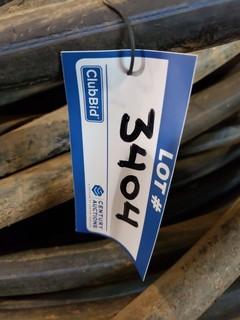 LOT #
3404
ClubBid
CENTURY
AUCTIONS